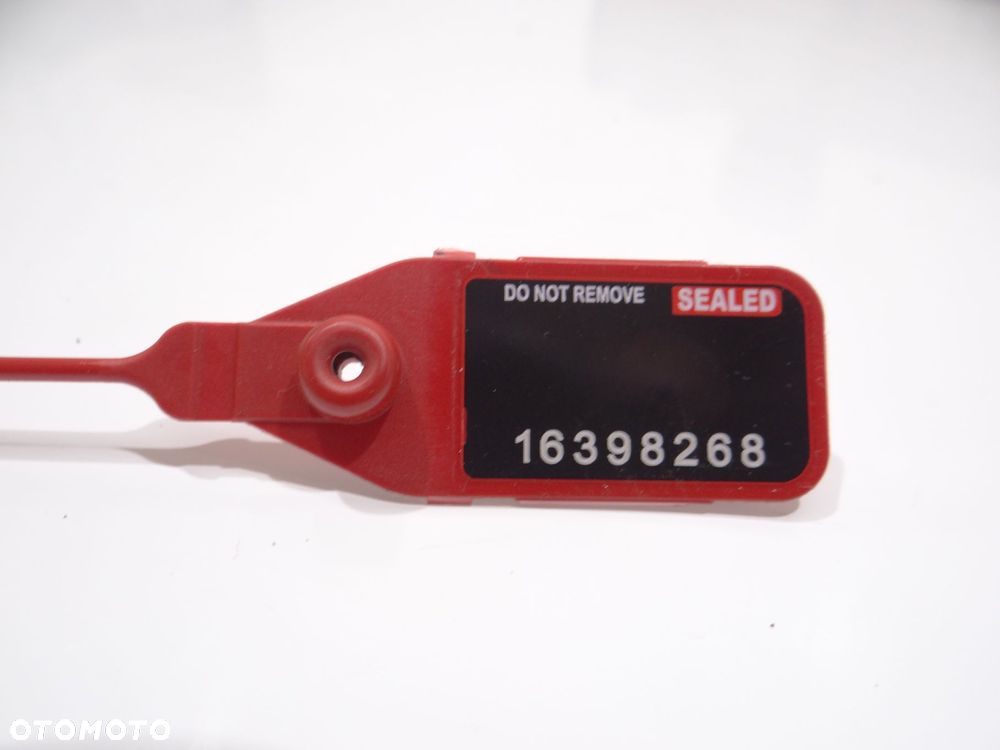 DO NOT REMOVE SEALED
16398268
OTOMOTO